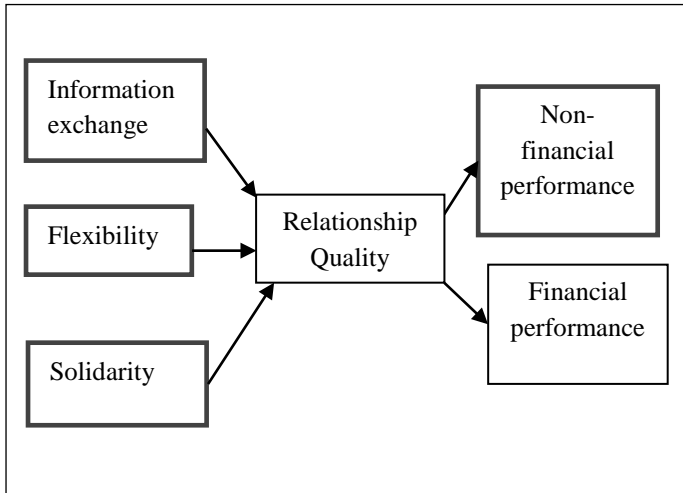 Information
exchange
Flexibility
Solidarity
Relationship
Quality
Non-
financial
performance
Financial
performance